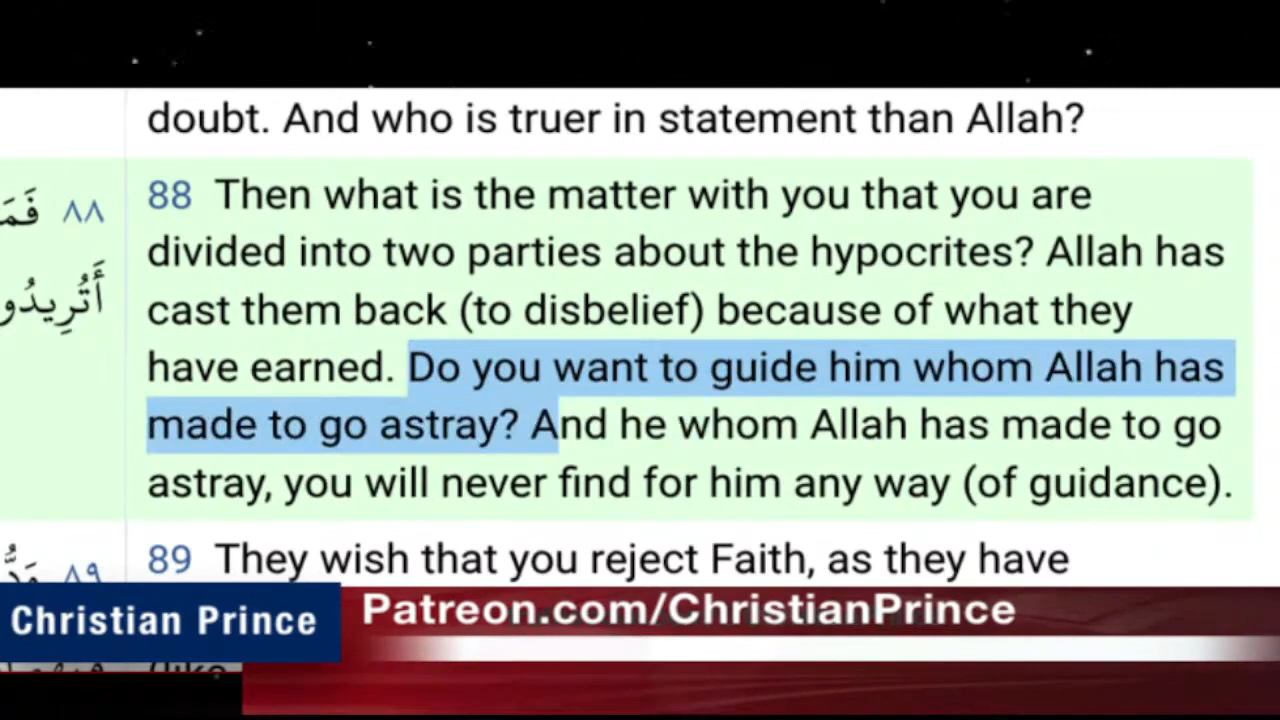 doubt. And who is truer in statement than Allah?
٨٨
88 Then what is the matter with you that you are
divided into two parties about the hypocrites? Allah has
cast them back (to disbelief) because of what they
have earned. Do you want to guide him whom Allah has
made to go astray? And he whom Allah has made to go
astray, you will never find for him any way (of guidance).
٨٩
89 They wish that you reject Faith, as they have
Christian Prince
Patreon.com/ChristianPrince